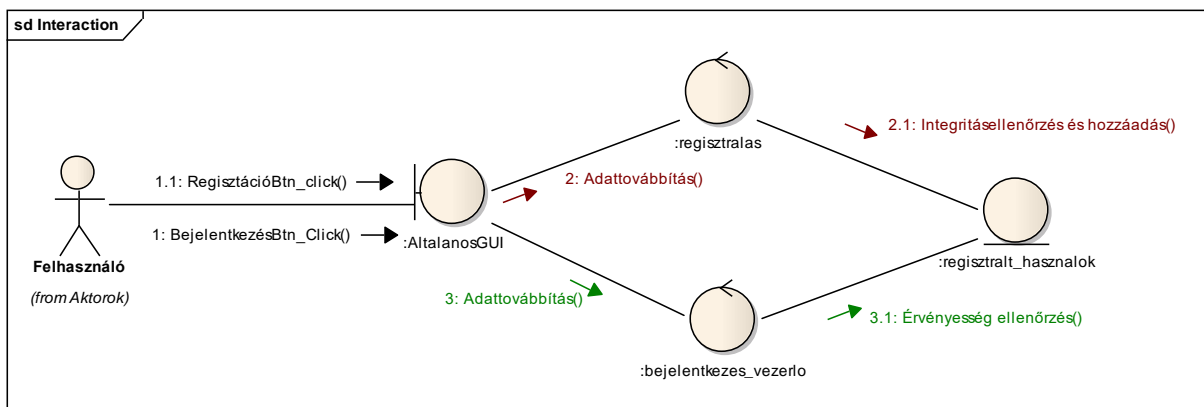 sd Interaction
2.1: Integritásellenőrzés és hozzáadás()
:regisztralas
1.1: RegisztációBtn_click()
2: Adattovábbítás()
1: BejelentkezésBtn_Click()
:AltalanosGUI
:regisztralt_hasznalok
Felhasználó
(from Aktorok)
3: Adattovábbítás()
3.1: Érvényesség ellenőrzés()
:bejelentkezes_vezerlo